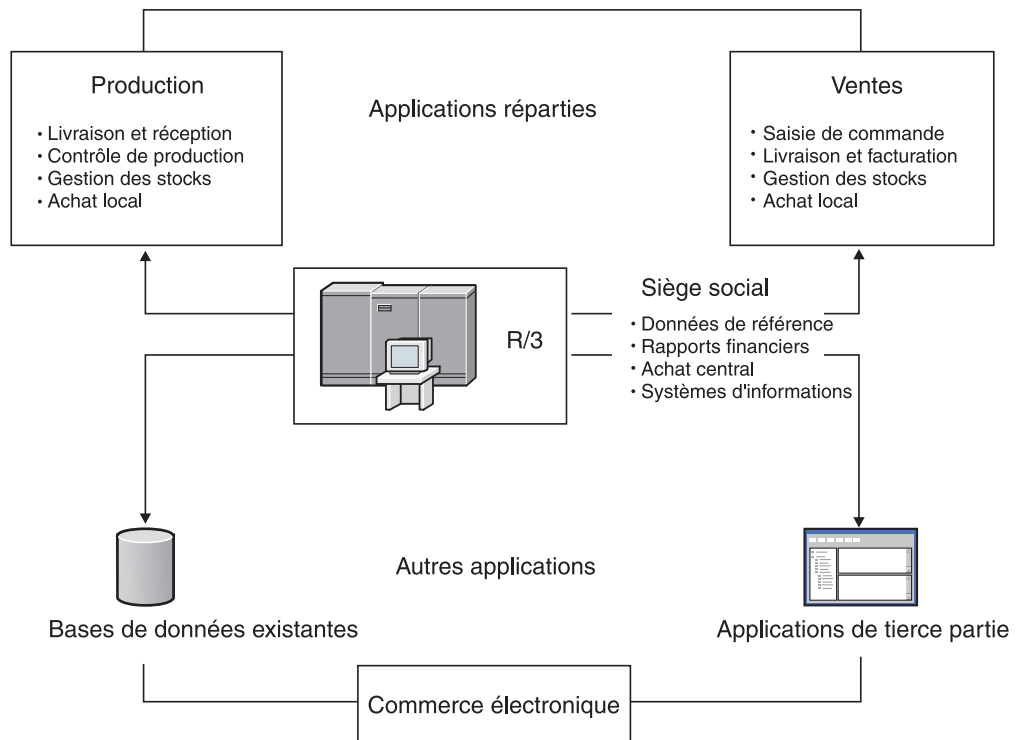 Production
• Livraison et réception
• Contrôle de production
• Gestion des stocks
• Achat local
Applications réparties
Ventes
• Saisie de commande
• Livraison et facturation
• Gestion des stocks
• Achat local
R/3
Siège social
• Données de référence
• Rapports financiers
• Achat central
• Systèmes d'informations
Autres applications
Bases de données existantes
Applications de tierce partie
Commerce électronique